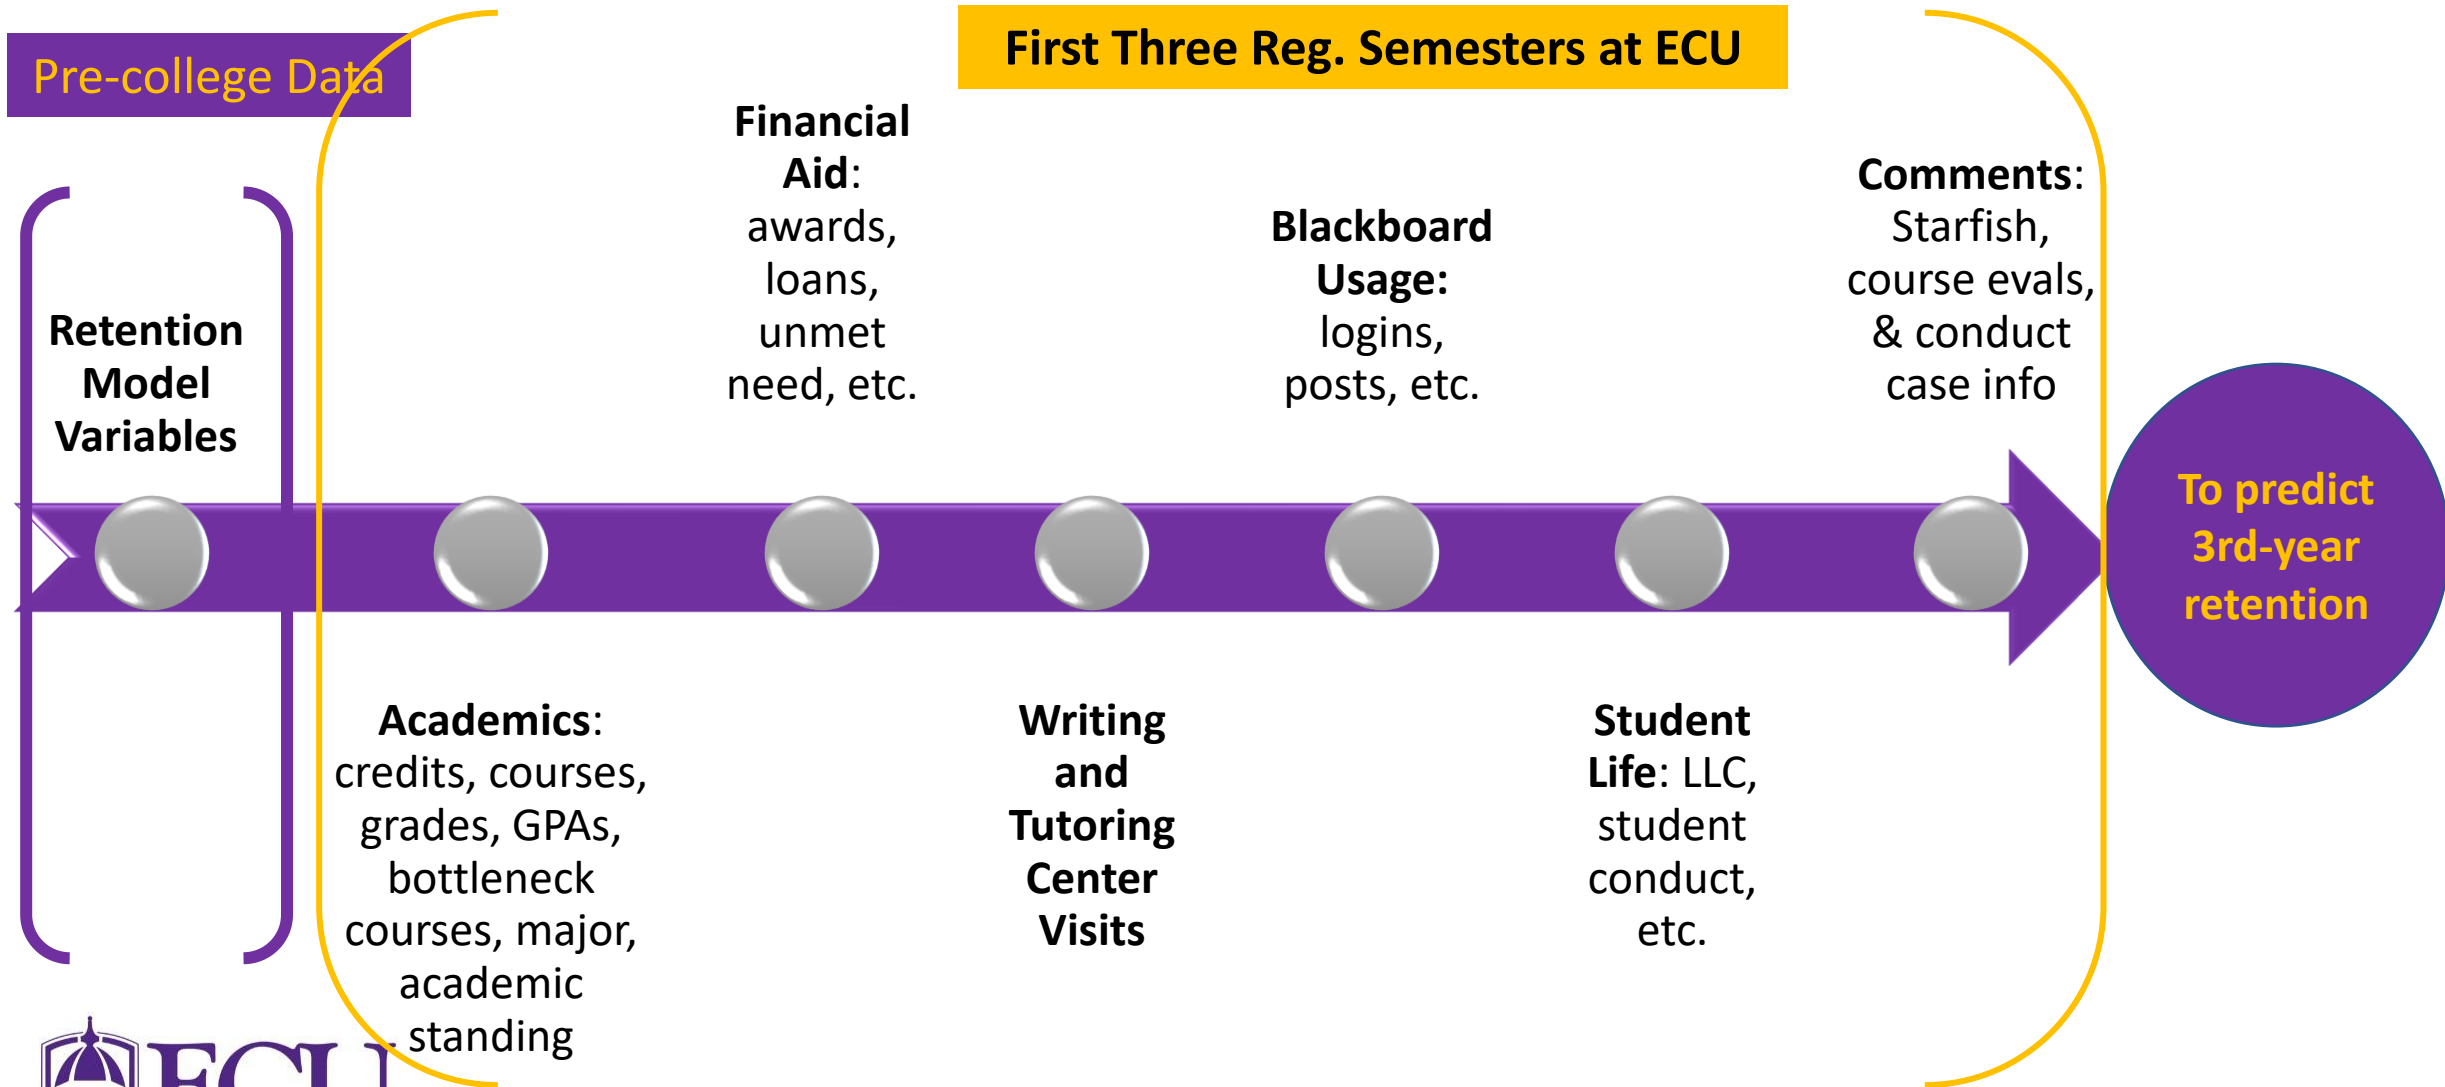 Pre-college Data
First Three Reg. Semesters at ECU
Retention
Model
Variables
Financial
Aid:
awards,
loans,
unmet
need, etc.
Blackboard
Usage:
logins,
posts, etc.
Comments:
Starfish,
course evals,
& conduct
case info
To predict
3rd-year
retention
Academics:
credits, courses,
grades, GPAs,
bottleneck
courses, major,
academic
standing
Writing
and
Tutoring
Center
Visits
Student
Life: LLC,
student
conduct,
etc.
ECU